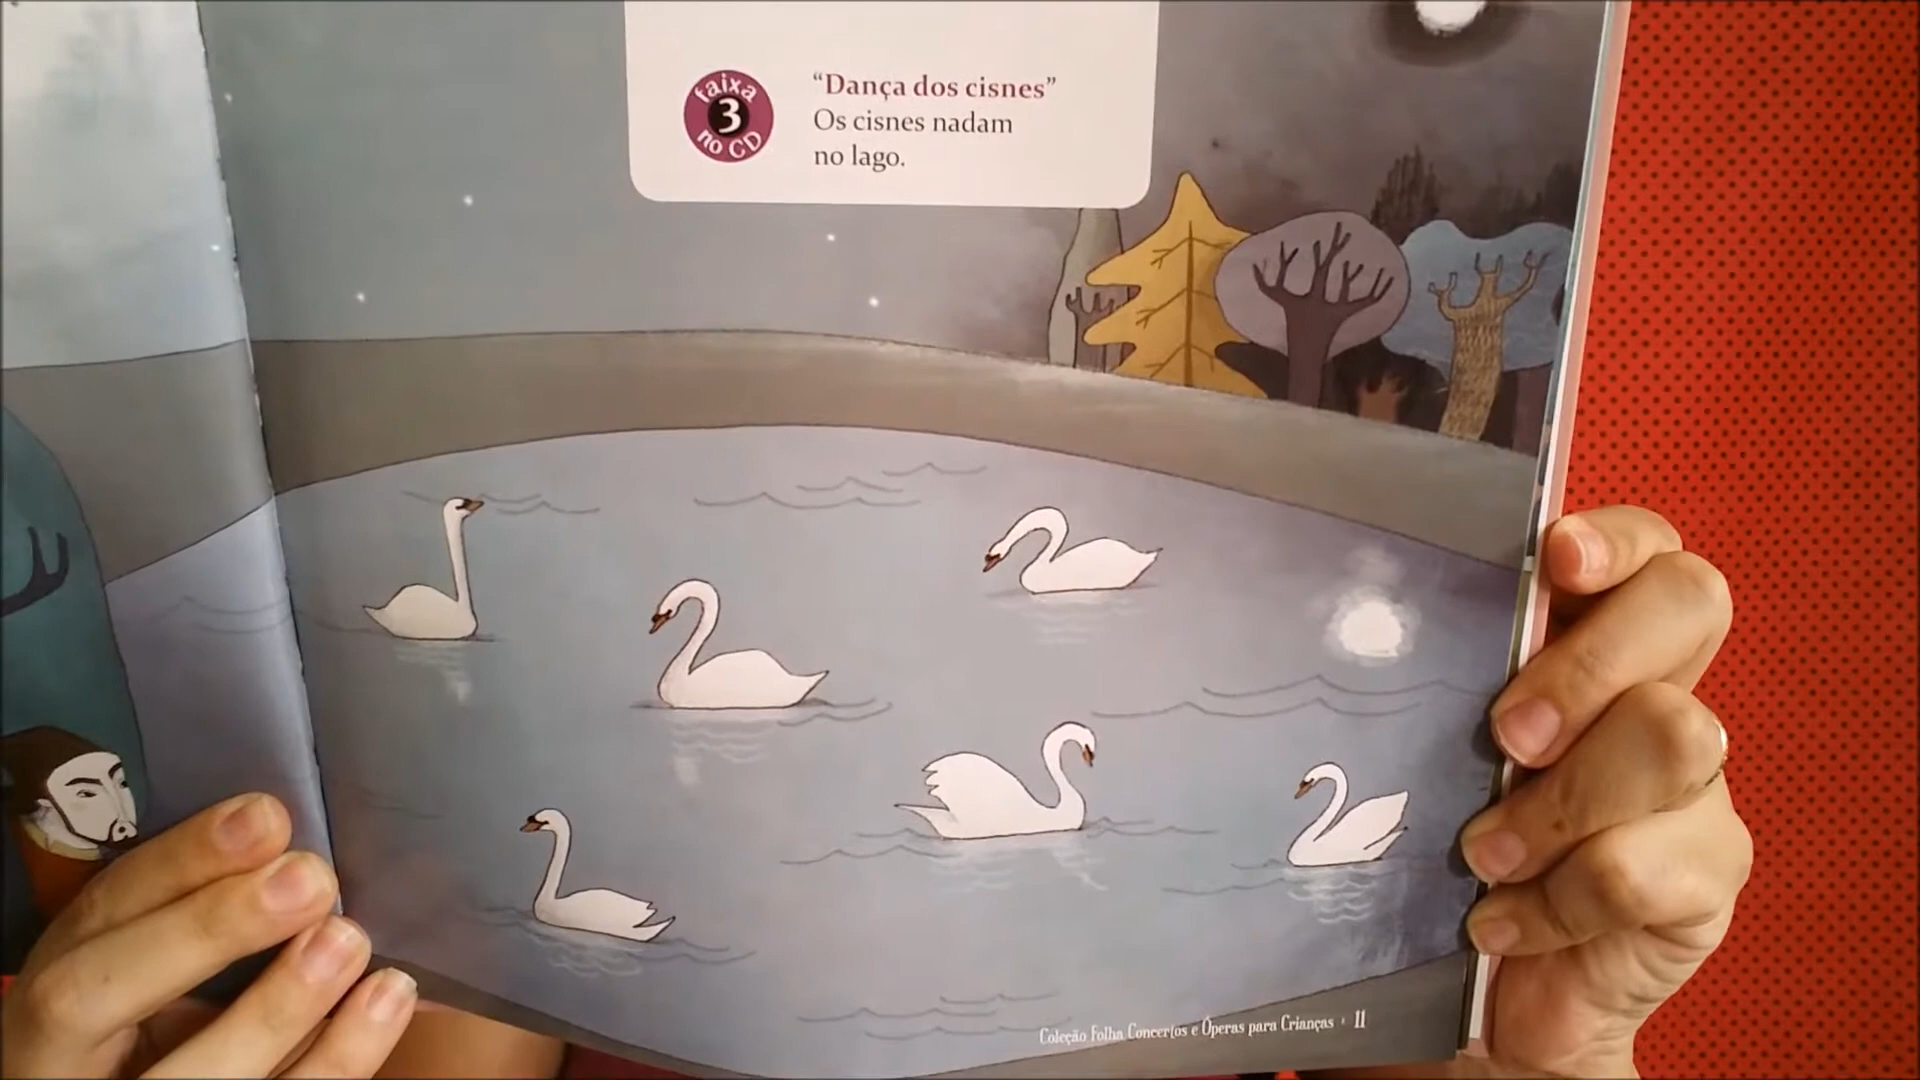 faixa
3
no CD
“Dança dos cisnes”
Os cisnes nadam
no lago.
Coleção Folha Concertos e Óperas para Crianças • 11